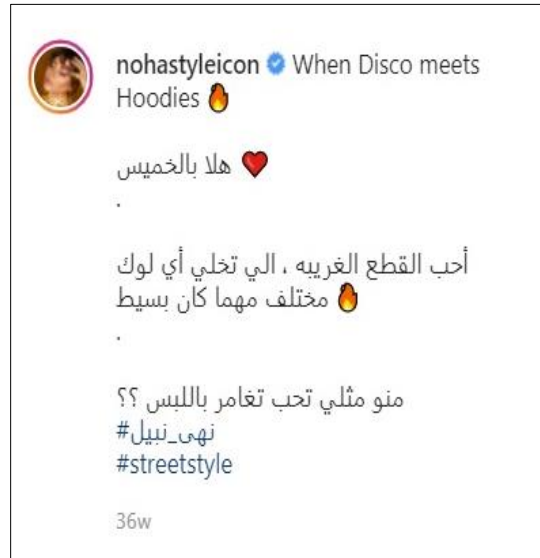 nohastyleicon When Disco meets
Hoodies 🔥
هلا بالخميس ❤️
.
أحب القطع الغريبه ، الي تخلي أي لوك
مختلف مهما كان بسيط 🔥
.
منو مثلي تحب تغامر باللبس ؟؟
#نهى_نبيل
#streetstyle
36w